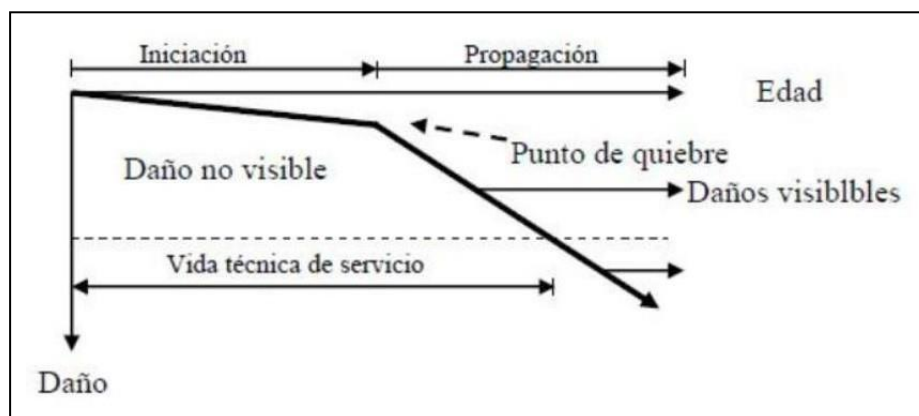 Iniciación
Propagación
Edad
Punto de quiebre
Daño no visible
Daños visiblbles
Vida técnica de servicio
Daño